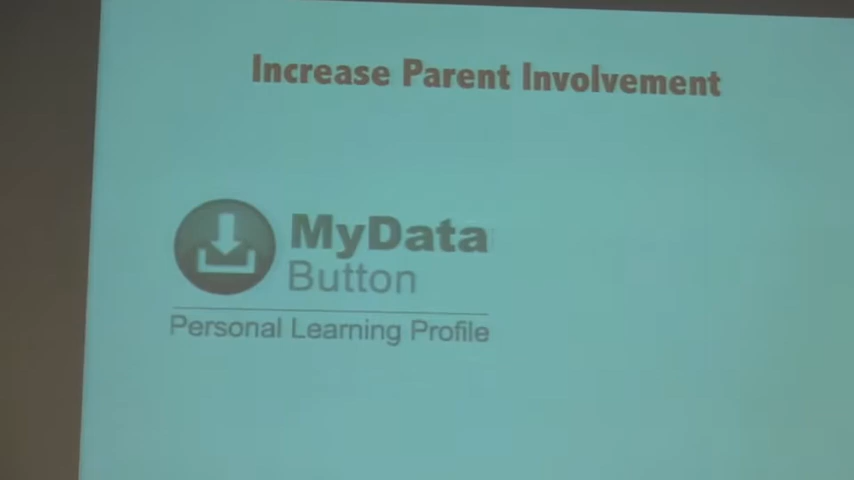 Increase Parent Involvement
MyData
Button
Personal Learning Profile